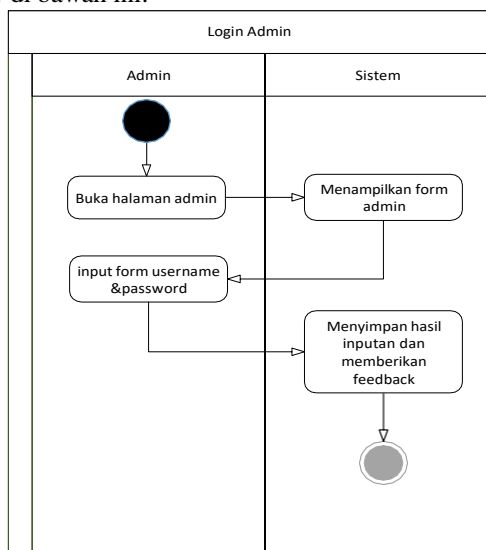 di bawah ini:
Login Admin
Admin
Sistem
Buka halaman admin
Menampilkan form
admin
input form username
&password
Menyimpan hasil
inputan dan
memberikan
feedback